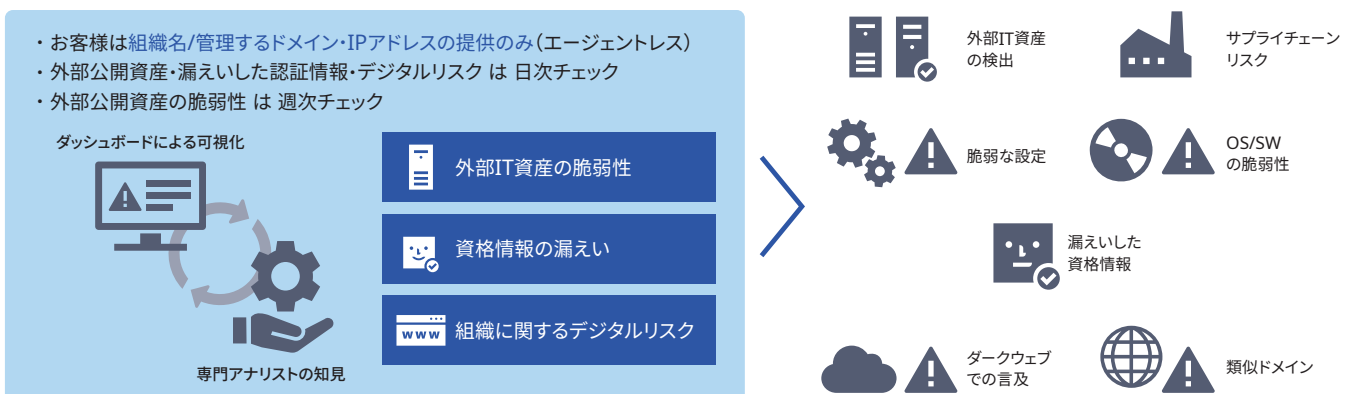 ・お客様は組織名/管理するドメイン・IPアドレスの提供のみ（エージェントレス）
・外部公開資産・漏えいした認証情報・デジタルリスク は 日次チェック
・外部公開資産の脆弱性 は 週次チェック
ダッシュボードによる可視化
専門アナリストの知見
外部IT資産の脆弱性
資格情報の漏えい
www
組織に関するデジタルリスク
外部IT資産
の検出
サプライチェーン
リスク
脆弱な設定
OS/SW
の脆弱性
漏えいした
資格情報
ダークウェブ
での言及
類似ドメイン